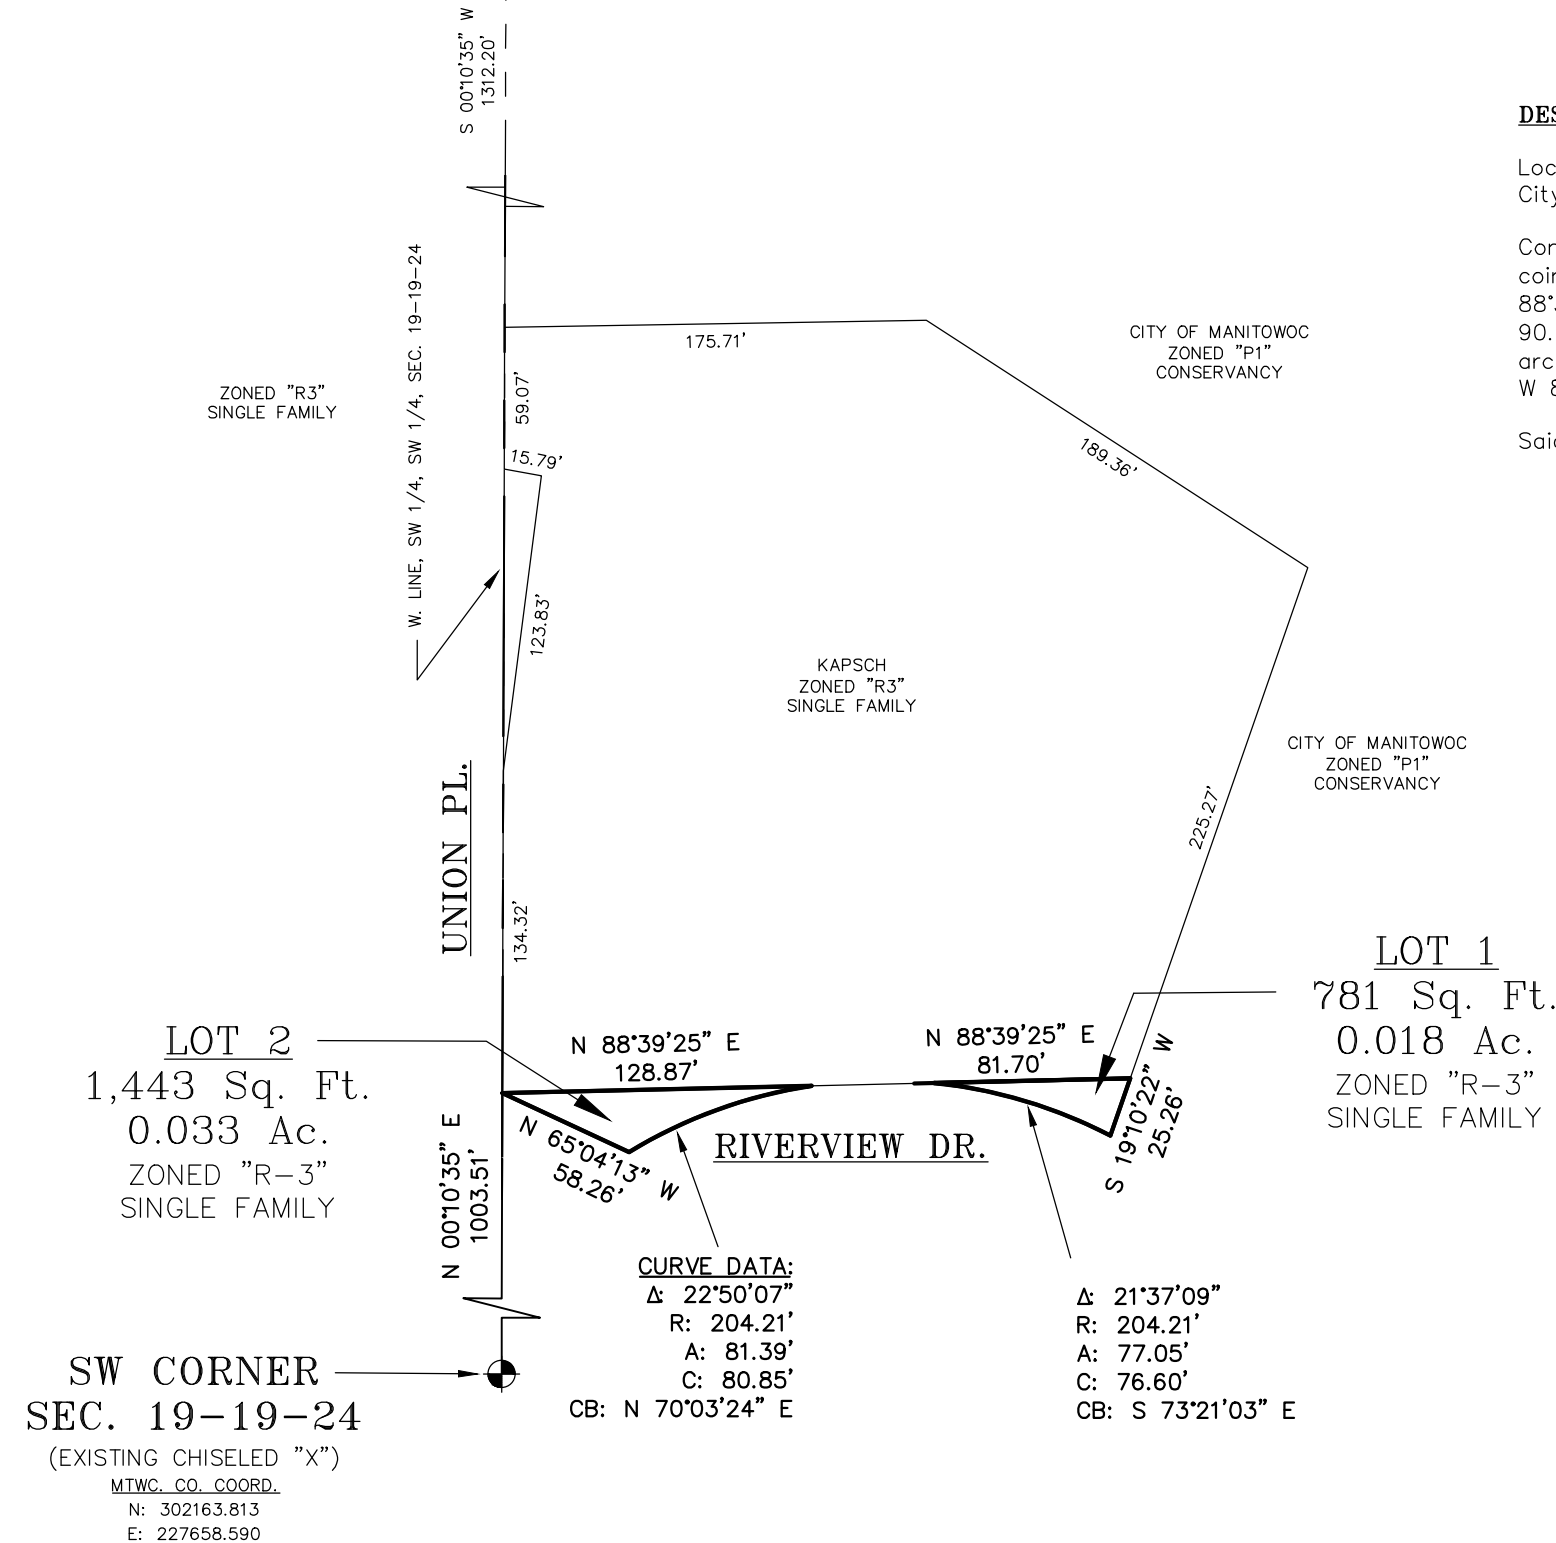 S 00°10'35" W
1312.20'
DES
Loc
City
Con
coin
88°3
90.
arc
W 8
Said
W. LINE, SW 1/4, SW 1/4, SEC. 19-19-24
175.71'
CITY OF MANITOWOC
ZONED "P1"
CONSERVANCY
ZONED "R3"
SINGLE FAMILY
59.07'
15.79'
189.36'
123.83'
KAPSCH
ZONED "R3"
SINGLE FAMILY
CITY OF MANITOWOC
ZONED "P1"
CONSERVANCY
225.27'
UNION PL.
134.32'
LOT 1
781 Sq. Ft.
0.018 Ac.
ZONED "R-3"
SINGLE FAMILY
LOT 2
1,443 Sq. Ft.
0.033 Ac.
ZONED "R-3"
SINGLE FAMILY
N 88°39'25" E
128.87'
N 88°39'25" E
81.70'
S 19°10'22" W
25.26'
N 65°04'13" W
58.26'
RIVERVIEW DR.
N 00°10'35" E
1003.51'
CURVE DATA:
Δ: 22°50'07"
R: 204.21'
A: 81.39'
C: 80.85'
CB: N 70°03'24" E
Δ: 21°37'09"
R: 204.21'
A: 77.05'
C: 76.60'
CB: S 73°21'03" E
SW CORNER
SEC. 19-19-24
(EXISTING CHISELED "X")
MTWC. CO. COORD.
N: 302163.813
E: 227658.590